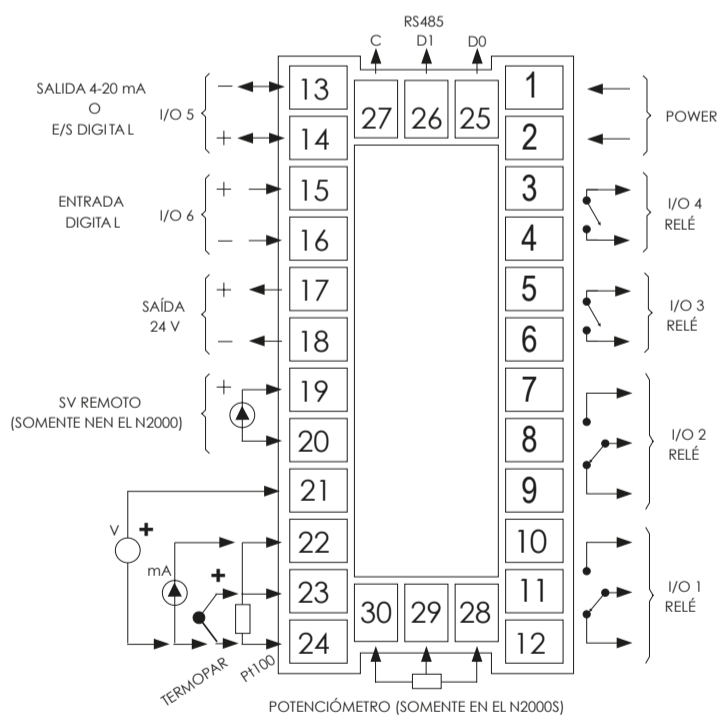 RS485
C D1 D0
SALIDA 4-20 mA
O
E/S DIGITAL
I/O 5
−
+
13
14
27 26 25
1
2
POWER
ENTRADA
DIGITAL
I/O 6
+
−
15
16
3
4
I/O 4
RELÉ
SAÍDA
24 V
+
−
17
18
5
6
I/O 3
RELÉ
SV REMOTO
(SOMENTE NEN EL N2000)
+
19
20
7
8
9
I/O 2
RELÉ
21
V +
mA
+
22
23
24
10
11
12
I/O 1
RELÉ
30 29 28
TERMOPAR
Pt100
POTENCIÓMETRO (SOMENTE EN EL N2000S)